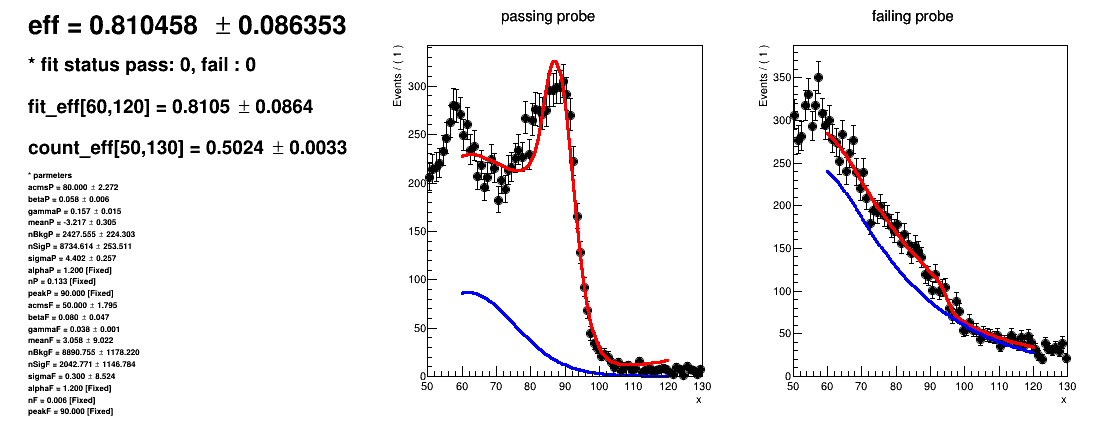 eff = 0.810458 ± 0.086353
* fit status pass: 0, fail : 0
fit_eff[60,120] = 0.8105 ± 0.0864
count_eff[50,130] = 0.5024 ± 0.0033
* parmeters
acmsP = 80.000 ± 2.272
betaP = 0.058 ± 0.006
gammaP = 0.157 ± 0.015
meanP = -3.217 ± 0.305
nBkgP = 2427.555 ± 224.303
nSigP = 8734.614 ± 253.511
sigmaP = 4.402 ± 0.257
alphaP = 1.200 [Fixed]
nP = 0.133 [Fixed]
peakP = 90.000 [Fixed]
acmsF = 50.000 ± 1.795
betaF = 0.080 ± 0.047
gammaF = 0.038 ± 0.001
meanF = 3.058 ± 9.022
nBkgF = 8890.755 ± 1178.220
nSigF = 2042.771 ± 1146.784
sigmaF = 0.300 ± 8.524
alphaF = 1.200 [Fixed]
nF = 0.006 [Fixed]
peakF = 90.000 [Fixed]
passing probe
Events / ( 1 )
300
250
200
150
100
50
0
50 60 70 80 90 100 110 120 130
x
failing probe
Events / ( 1 )
350
300
250
200
150
100
50
0
50 60 70 80 90 100 110 120 130
x